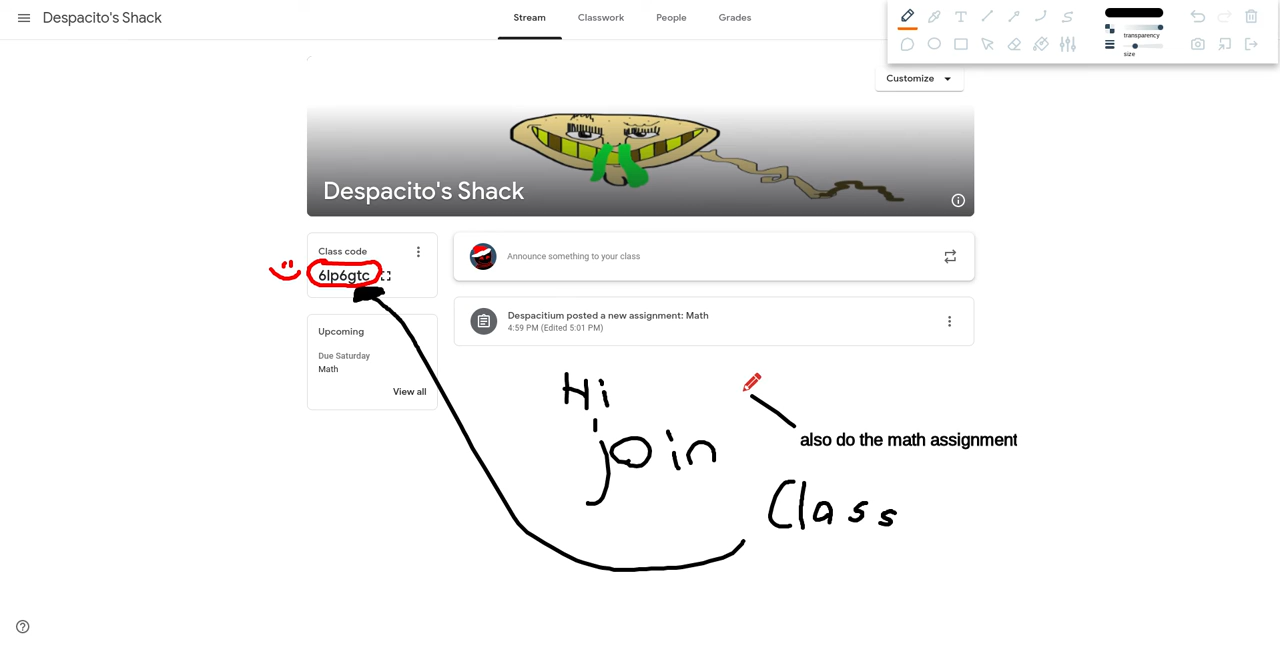 Despacito's Shack
Stream Classwork People Grades
transparency
size
Customize
Despacito's Shack
Class code
6lp6gtc
Announce something to your class
Despacitium posted a new assignment: Math
4:59 PM (Edited 5:01 PM)
Upcoming
Due Saturday
Math
View all
Hi
join
also do the math assignment
Class